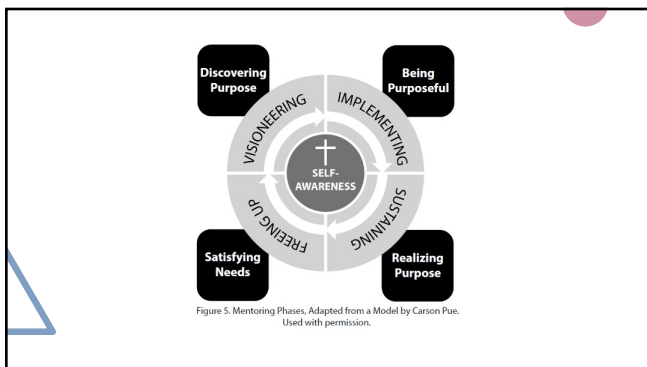 Discovering
Purpose
Being
Purposeful
VISIONEERING
IMPLEMENTING
SELF-
AWARENESS
FREEING UP
SUSTAINING
Satisfying
Needs
Realizing
Purpose
Figure 5. Mentoring Phases, Adapted from a Model by Carson Pue.
Used with permission.